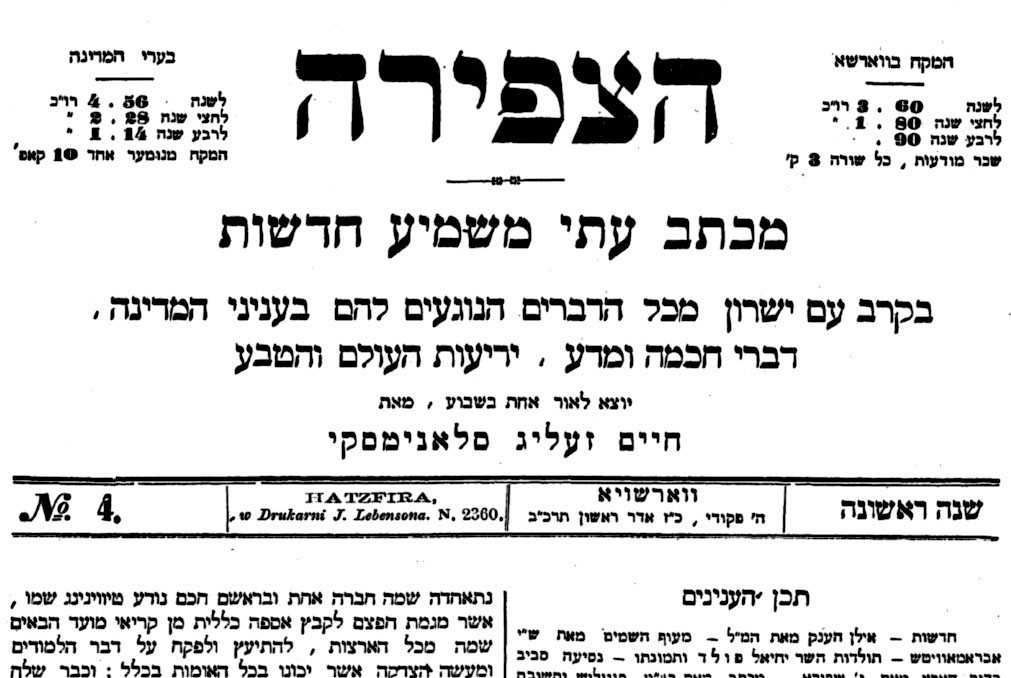 המקח בווארשא
לשנה 60 . 3 רו״כ
לחצי שנה 80 . 1 . ״
לרבע שנה 90 .
שכר מודעות , כל שורה 3 ק׳
הצפירה
בערי המדינה
לשנה 56 . 4 רו״כ
לחצי שנה 28 . 2 ״
לרבע שנה 14 . 1 ״
המקח מנומער אחד 10 קאפ׳
מכתב עתי משמיע חדשות
בקרב עם ישרון מכל הדברים הנוגעים להם בעניני המדינה ,
דברי חכמה ומדע , ידיעות העולם והטבע
יוצא לאור אחת בשבוע , מאת
חיים זעליג סלאנימסקי
שנה ראשונה
ווארשויא
ה׳ פקודי , כ״ז אדר ראשון תרכ״ב
HATZFIRA,
w Drukarni J. Lebensona. N. 2360.
No. 4.
תכן הענינים
חדשות – אילן הענק מאת המ״ל – מעוף השמים מאת ש״י
אבראמאוויטש – תולדות השר יחיאל פולד ותמונתו – נסיעה סביב
נתאחדה שמה חברה אחת ובראשם חכם נודע טיווינינג שמו ,
אשר מגמת חפצם לקבץ אספה כללית מן קריאי מועד הבאים
שמה מכל הארצות , להתיעץ ולפקח על דבר הלמודים
ומעשה הצדקה אשר יכונו בכל האומות בכלל : וכבר שלח